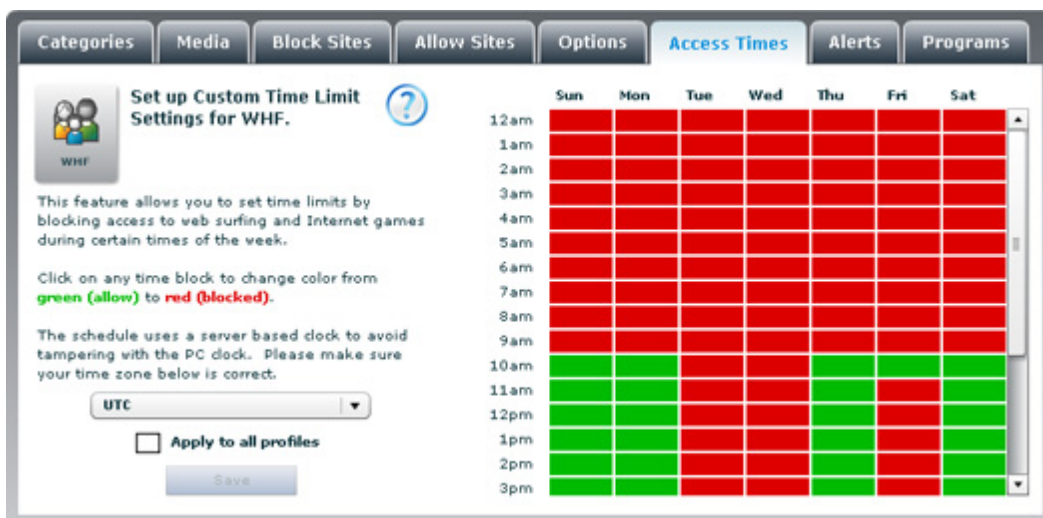 Categories Media Block Sites Allow Sites Options Access Times Alerts Programs
Set up Custom Time Limit
Settings for WHF.
?
WHF
This feature allows you to set time limits by
blocking access to web surfing and Internet games
during certain times of the week.
Click on any time block to change color from
green (allow) to red (blocked).
The schedule uses a server based clock to avoid
tampering with the PC clock. Please make sure
your time zone below is correct.
UTC
Apply to all profiles
Save
Sun Mon Tue Wed Thu Fri Sat
12am
1am
2am
3am
4am
5am
6am
7am
8am
9am
10am
11am
12pm
1pm
2pm
3pm